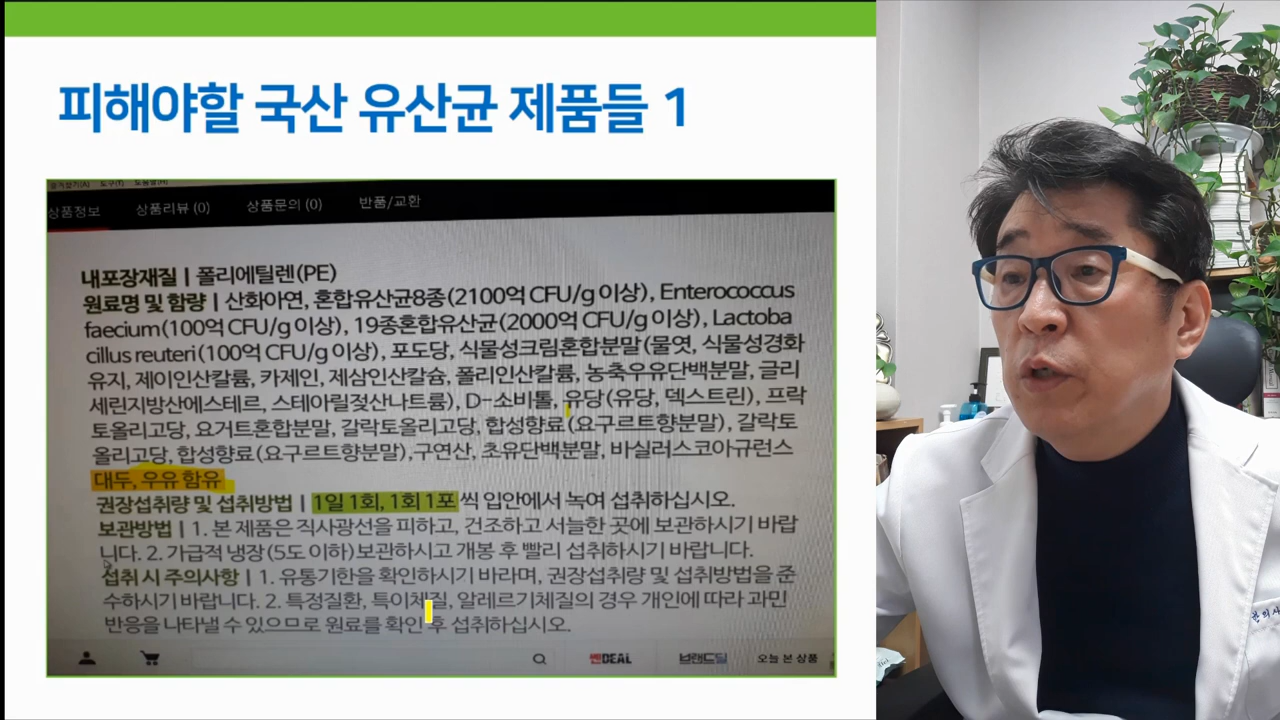 피해야할 국산 유산균 제품들 1
상품정보 상품리뷰 (0) 상품문의 (0) 반품/교환
내포장재질 | 폴리에틸렌(PE)
원료명 및 함량 | 산화아연, 혼합유산균8종(2100억 CFU/g 이상), Enterococcus
faecium(100억 CFU/g 이상), 19종혼합유산균(2000억 CFU/g 이상), Lactoba
cillus reuteri(100억 CFU/g 이상), 포도당, 식물성크림혼합분말(물엿, 식물성경화
유지, 제이인산칼륨, 카제인, 제삼인산칼슘, 폴리인산칼륨, 농축우유단백분말, 글리
세린지방산에스테르, 스테아릴젖산나트륨), D-소비톨, 유당(유당, 덱스트린), 프락
토올리고당, 요거트혼합분말, 갈락토올리고당, 합성향료(요구르트향분말), 갈락토
올리고당, 합성향료(요구르트향분말),구연산, 초유단백분말, 바실러스코아규런스
대두, 우유 함유
권장섭취량 및 섭취방법 | 1일 1회, 1회 1포 씩 입안에서 녹여 섭취하십시오.
보관방법 | 1. 본 제품은 직사광선을 피하고, 건조하고 서늘한 곳에 보관하시기 바랍
니다. 2. 가급적 냉장(5도 이하)보관하시고 개봉 후 빨리 섭취하시기 바랍니다.
섭취 시 주의사항 | 1. 유통기한을 확인하시기 바라며, 권장섭취량 및 섭취방법을 준
수하시기 바랍니다. 2. 특정질환, 특이체질, 알레르기체질의 경우 개인에 따라 과민
반응을 나타낼 수 있으므로 원료를 확인 후 섭취하십시오.
쓱DEAL 브랜드딜 오늘 본 상품